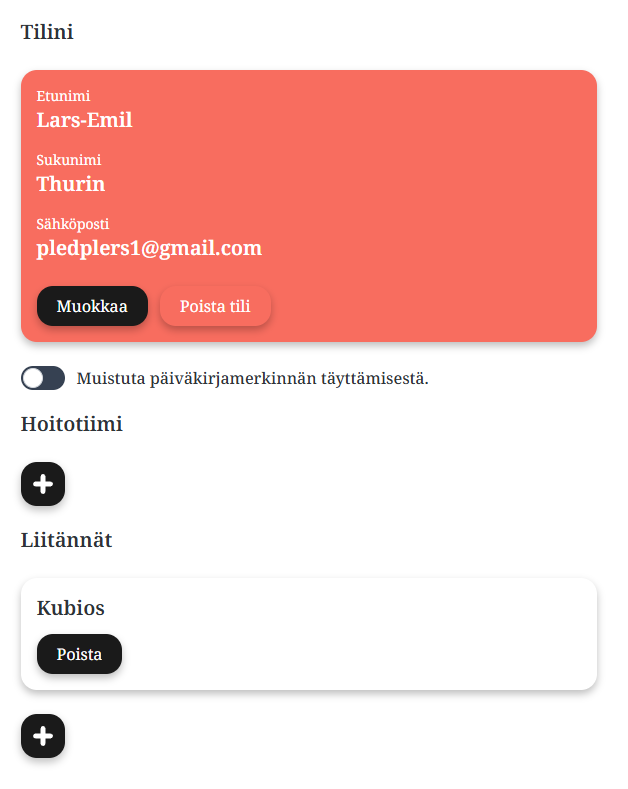 Tilini
Etunimi
Lars-Emil
Sukunimi
Thurin
Sähköposti
pledplers1@gmail.com
Muokkaa
Poista tili
Muistuta päiväkirjamerkinnän täyttämisestä.
Hoitotiimi
Liitännät
Kubios
Poista